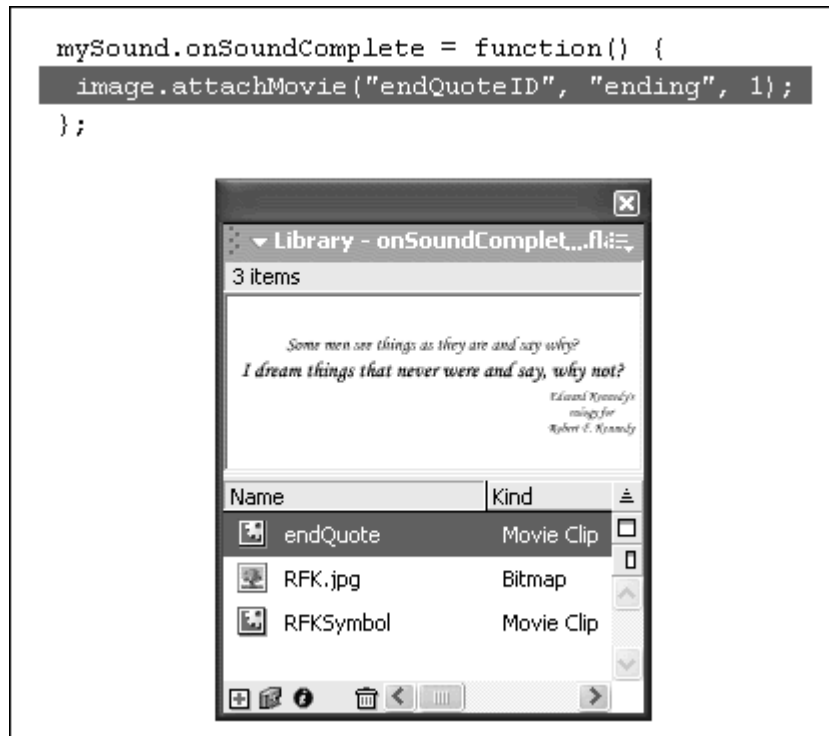 mySound.onSoundComplete = function() {
image.attachMovie("endQuoteID", "ending", 1);
};
Library - onSoundComplet...fla
3 items
Some men see things as they are and say why?
I dream things that never were and say, why not?
Edward Kennedy's
eulogy for
Robert F. Kennedy
Name Kind
endQuote Movie Clip
RFK.jpg Bitmap
RFKSymbol Movie Clip